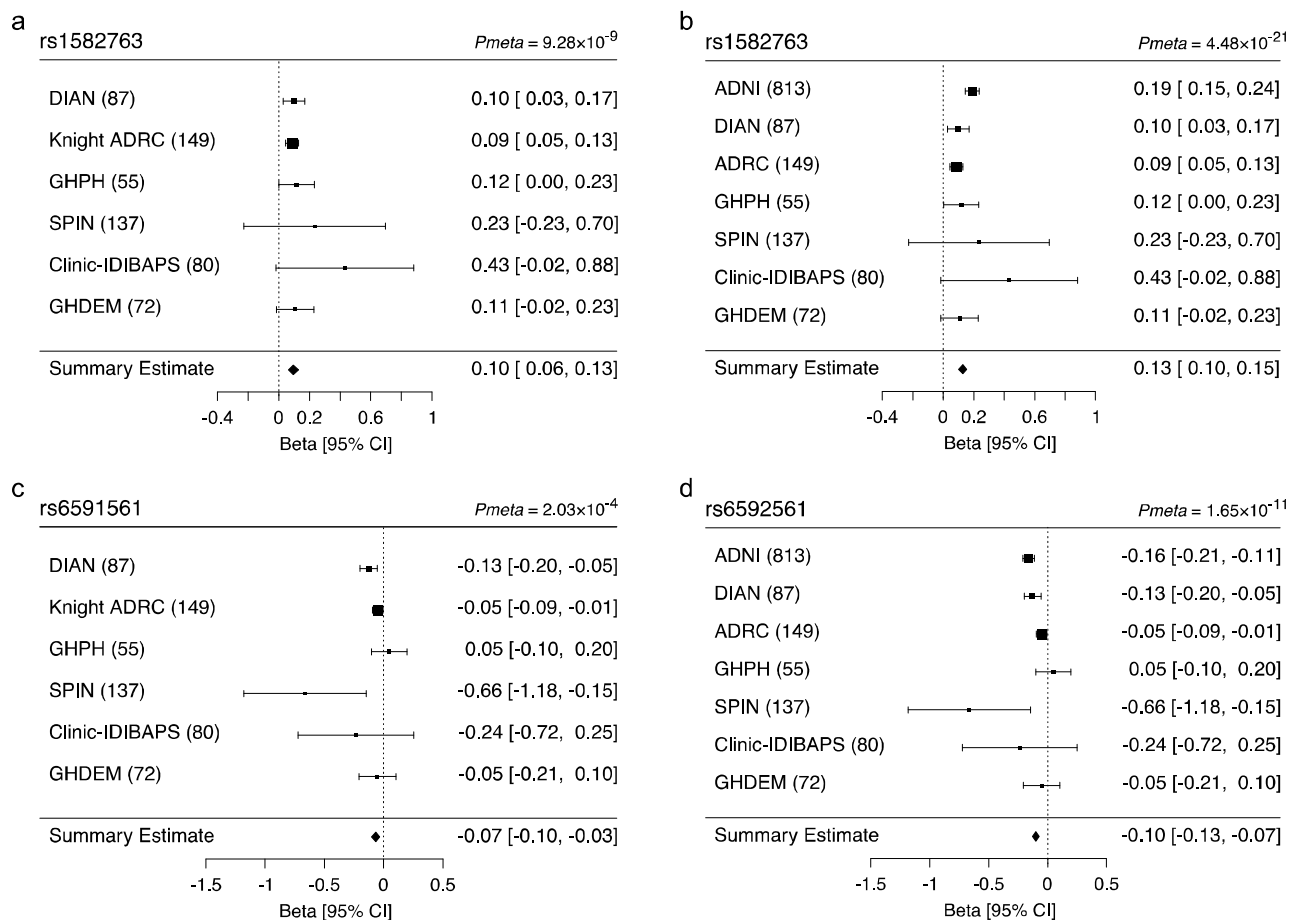 a
rs1582763 Pmeta = 9.28×10-9
DIAN (87) 0.10 [ 0.03, 0.17]
Knight ADRC (149) 0.09 [ 0.05, 0.13]
GHPH (55) 0.12 [ 0.00, 0.23]
SPIN (137) 0.23 [-0.23, 0.70]
Clinic-IDIBAPS (80) 0.43 [-0.02, 0.88]
GHDEM (72) 0.11 [-0.02, 0.23]
Summary Estimate 0.10 [ 0.06, 0.13]
-0.4 0 0.2 0.6 1
Beta [95% CI]
b
rs1582763 Pmeta = 4.48×10-21
ADNI (813) 0.19 [ 0.15, 0.24]
DIAN (87) 0.10 [ 0.03, 0.17]
ADRC (149) 0.09 [ 0.05, 0.13]
GHPH (55) 0.12 [ 0.00, 0.23]
SPIN (137) 0.23 [-0.23, 0.70]
Clinic-IDIBAPS (80) 0.43 [-0.02, 0.88]
GHDEM (72) 0.11 [-0.02, 0.23]
Summary Estimate 0.13 [ 0.10, 0.15]
-0.4 0 0.2 0.6 1
Beta [95% CI]
c
rs6591561 Pmeta = 2.03×10-4
DIAN (87) -0.13 [-0.20, -0.05]
Knight ADRC (149) -0.05 [-0.09, -0.01]
GHPH (55) 0.05 [-0.10, 0.20]
SPIN (137) -0.66 [-1.18, -0.15]
Clinic-IDIBAPS (80) -0.24 [-0.72, 0.25]
GHDEM (72) -0.05 [-0.21, 0.10]
Summary Estimate -0.07 [-0.10, -0.03]
-1.5 -1 -0.5 0 0.5
Beta [95% CI]
d
rs6592561 Pmeta = 1.65×10-11
ADNI (813) -0.16 [-0.21, -0.11]
DIAN (87) -0.13 [-0.20, -0.05]
ADRC (149) -0.05 [-0.09, -0.01]
GHPH (55) 0.05 [-0.10, 0.20]
SPIN (137) -0.66 [-1.18, -0.15]
Clinic-IDIBAPS (80) -0.24 [-0.72, 0.25]
GHDEM (72) -0.05 [-0.21, 0.10]
Summary Estimate -0.10 [-0.13, -0.07]
-1.5 -1 -0.5 0 0.5
Beta [95% CI]